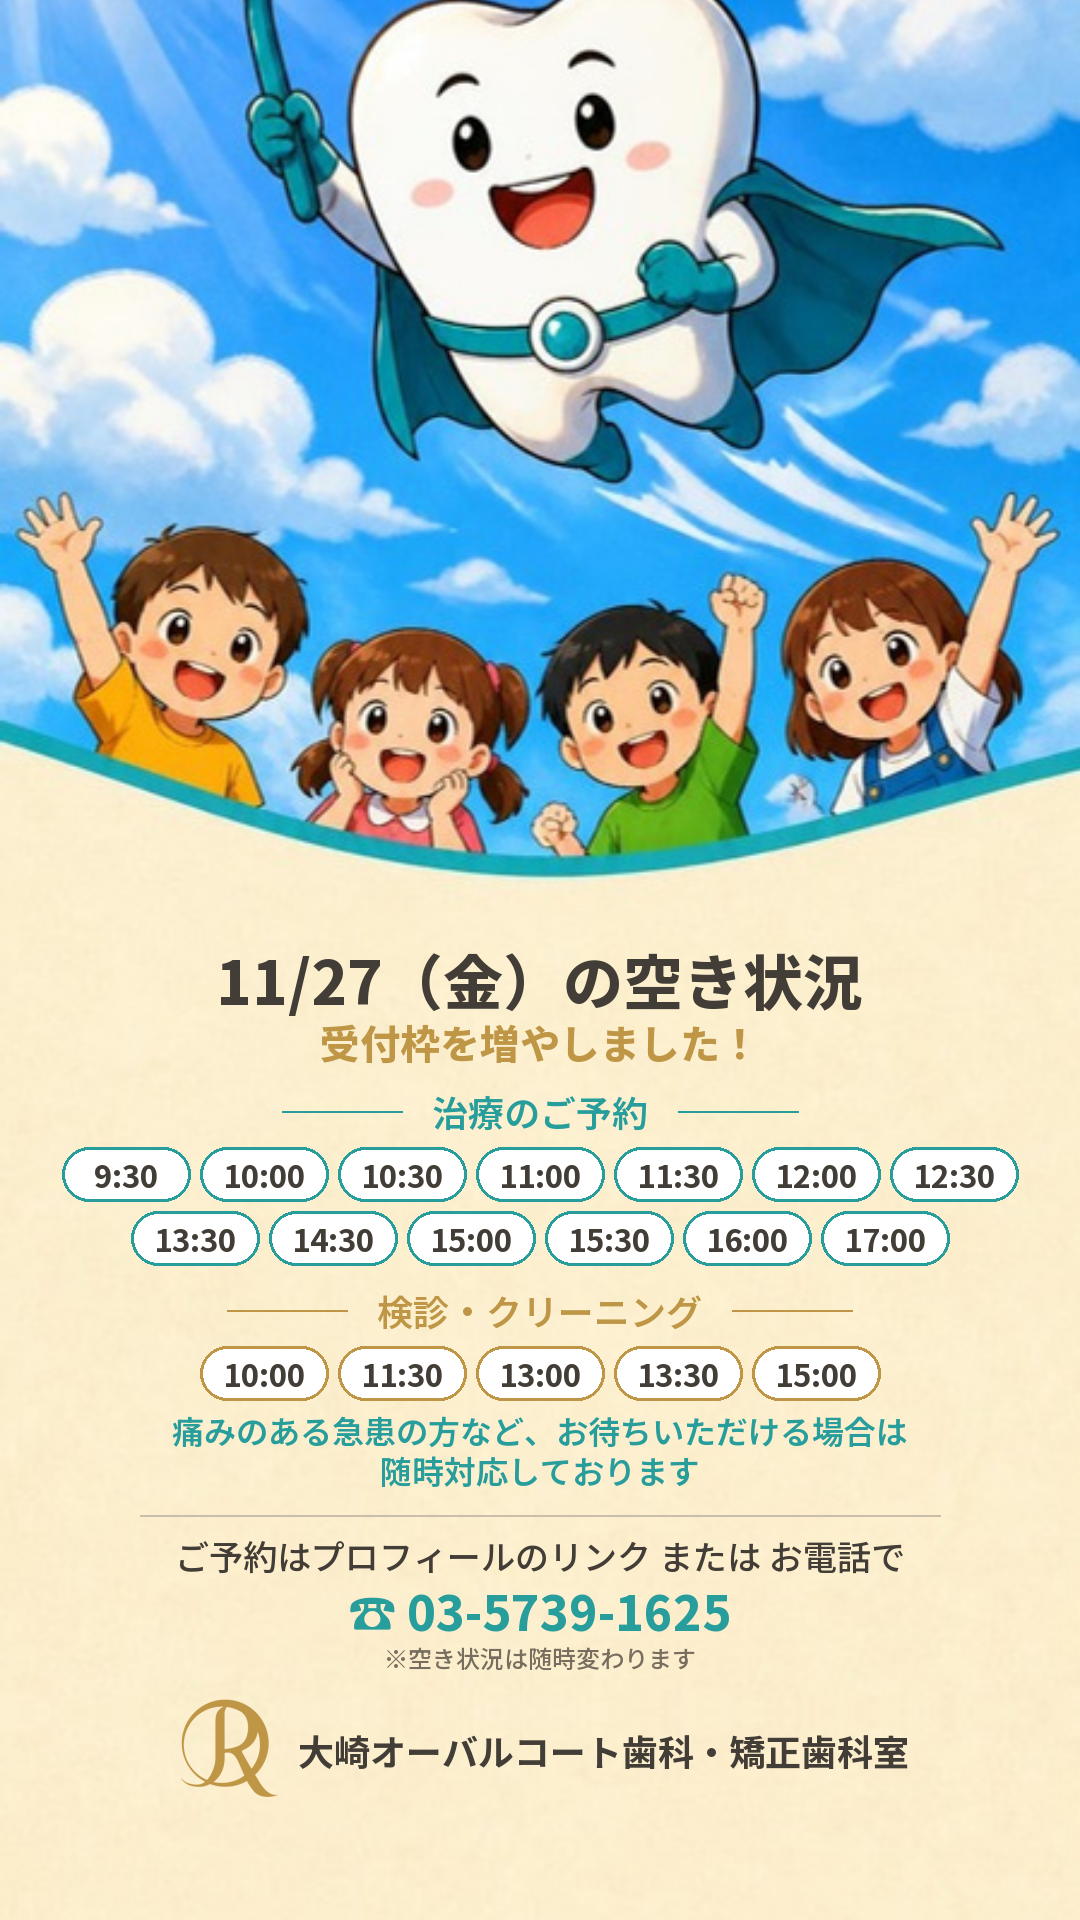 11/27（金）の空き状況
受付枠を増やしました！
治療のご予約
9:30 10:00 10:30 11:00 11:30 12:00 12:30
13:30 14:30 15:00 15:30 16:00 17:00
検診・クリーニング
10:00 11:30 13:00 13:30 15:00
痛みのある急患の方など、お待ちいただける場合は
随時対応しております
ご予約はプロフィールのリンク または お電話で
☎ 03-5739-1625
※空き状況は随時変わります
大崎オーバルコート歯科・矯正歯科室